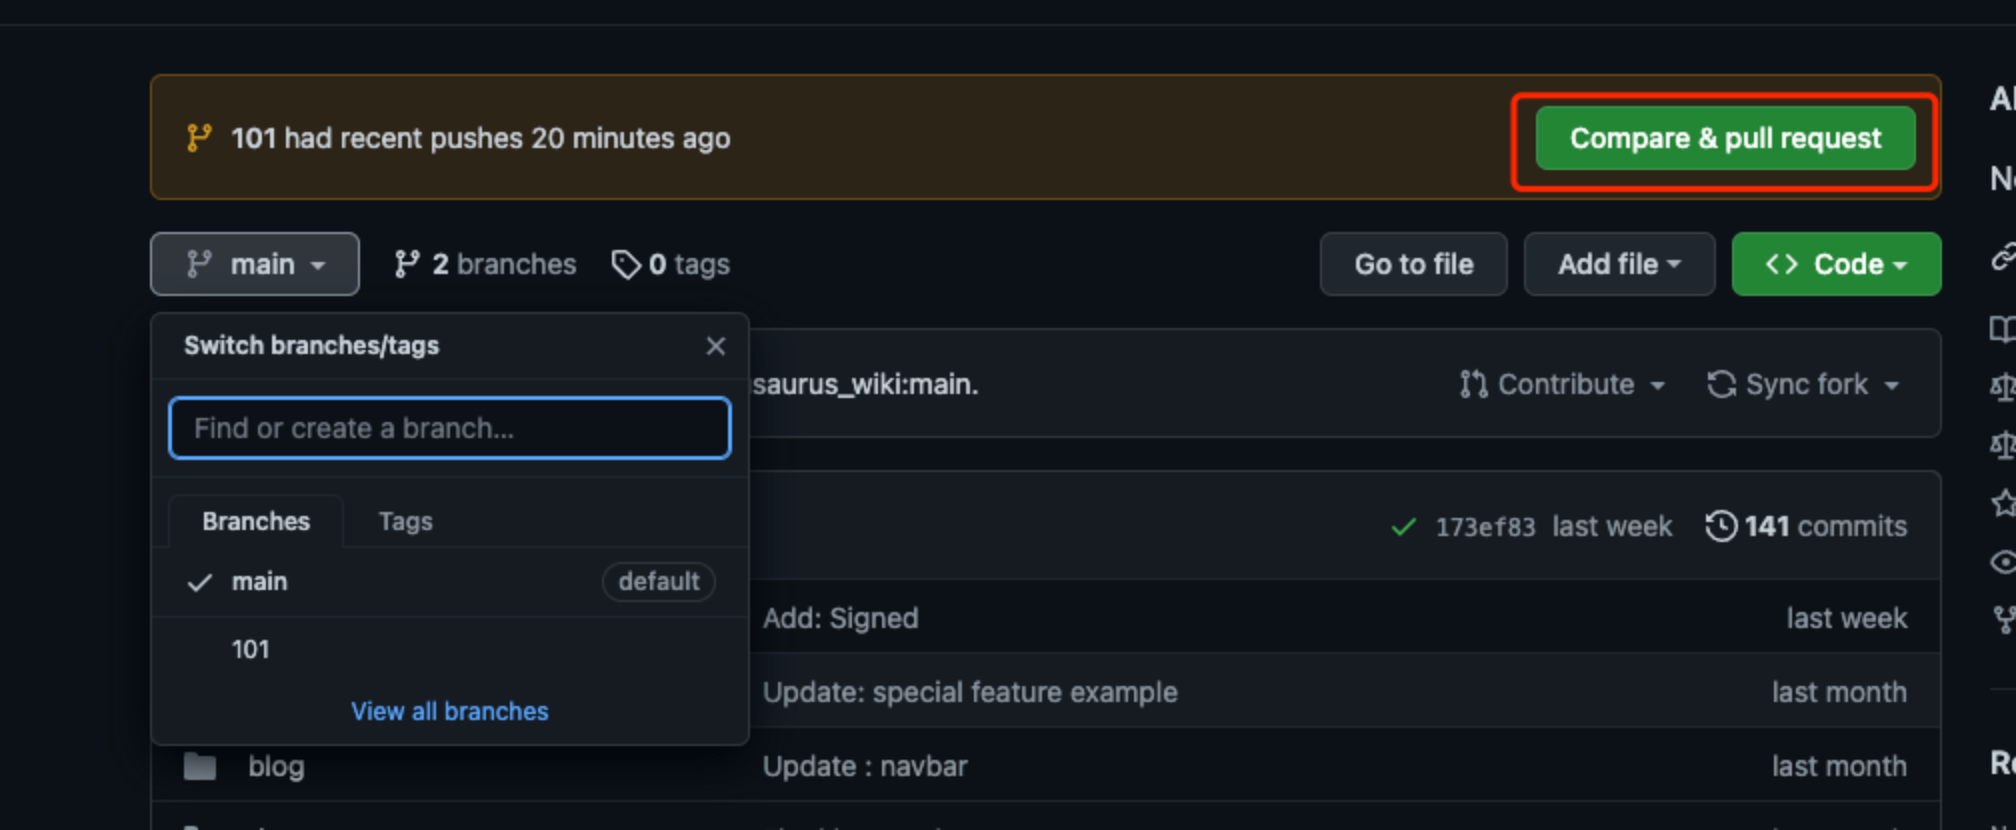 101 had recent pushes 20 minutes ago
Compare & pull request
main
2 branches
0 tags
Go to file
Add file
<> Code
Switch branches/tags
Find or create a branch...
Branches
Tags
main
default
101
View all branches
saurus_wiki:main.
Contribute
Sync fork
173ef83 last week
141 commits
Add: Signed
last week
Update: special feature example
last month
blog
Update : navbar
last month